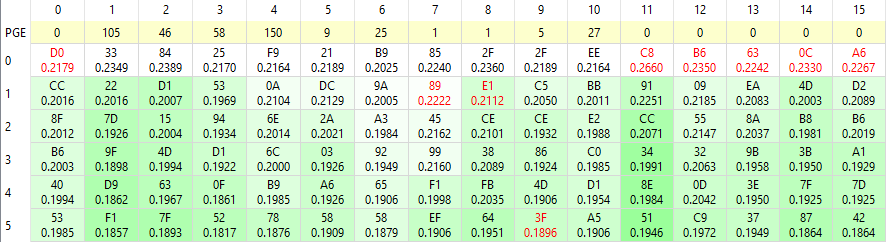 0 1 2 3 4 5 6 7 8 9 10 11 12 13 14 15
PGE 0 105 46 58 150 9 25 1 1 5 27 0 0 0 0 0
0 D0 33 84 25 F9 21 B9 85 2F 2F EE C8 B6 63 0C A6
0.2179 0.2349 0.2389 0.2170 0.2164 0.2189 0.2025 0.2240 0.2360 0.2189 0.2164 0.2660 0.2350 0.2242 0.2330 0.2267
1 CC 22 D1 53 0A DC 9A 89 E1 C5 BB 91 09 EA 4D D2
0.2016 0.2016 0.2007 0.1969 0.2104 0.2129 0.2005 0.2222 0.2112 0.2050 0.2011 0.2251 0.2185 0.2083 0.2003 0.2089
2 8F 7D 15 94 6E 2A A3 45 CE CE E2 CC 55 8A B8 B6
0.2012 0.1926 0.2004 0.1934 0.2014 0.2021 0.1984 0.2162 0.2101 0.1932 0.1988 0.2071 0.2147 0.2037 0.1981 0.2019
3 B6 9F 4D D1 6C 03 92 99 38 86 C0 34 32 9B 3B A1
0.2003 0.1898 0.1994 0.1922 0.2000 0.1926 0.1949 0.2160 0.2089 0.1924 0.1985 0.1991 0.2063 0.1958 0.1950 0.1929
4 40 D9 63 0F B9 A6 65 F1 FB 4D D1 8E 0D 3E 7F 7D
0.1994 0.1862 0.1967 0.1861 0.1985 0.1926 0.1906 0.1998 0.2035 0.1906 0.1954 0.1984 0.2042 0.1950 0.1925 0.1925
5 53 F1 7F 52 78 58 58 EF 64 3F A5 51 C9 37 87 42
0.1985 0.1857 0.1893 0.1817 0.1876 0.1909 0.1879 0.1906 0.1951 0.1896 0.1906 0.1946 0.1972 0.1949 0.1864 0.1864